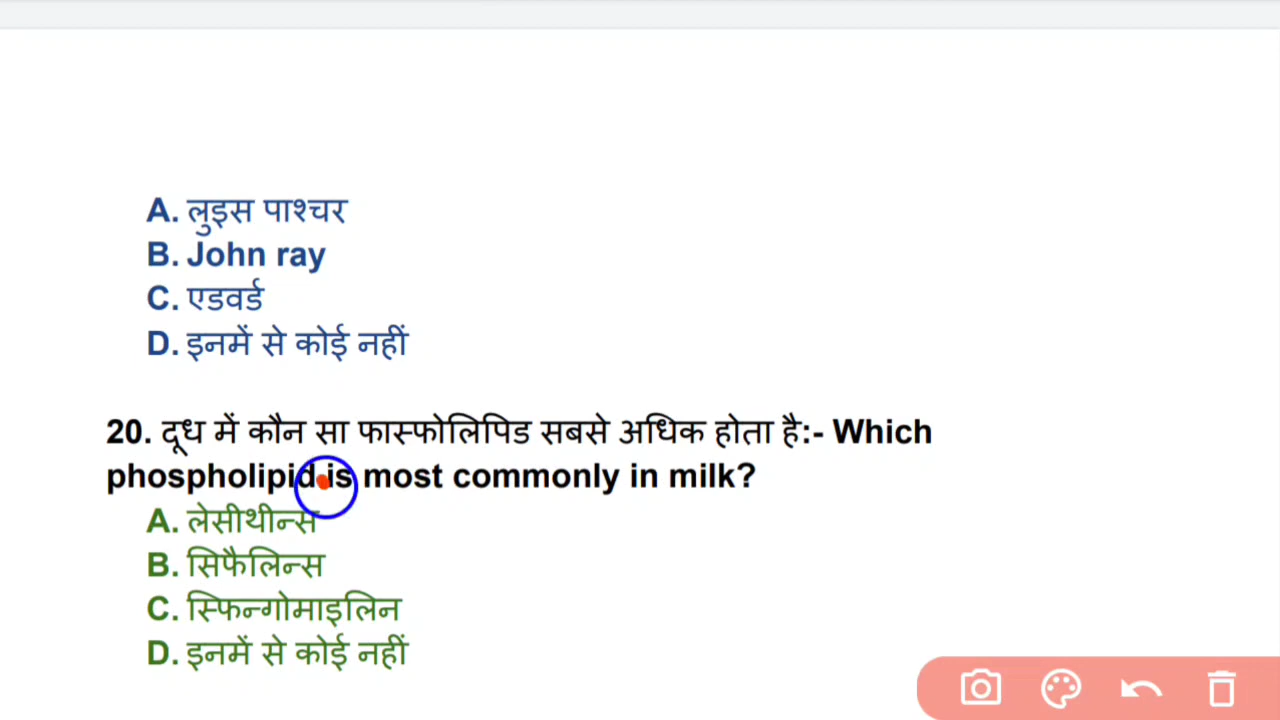 A. लुइस पाश्चर
B. John ray
C. एडवर्ड
D. इनमें से कोई नहीं
20. दूध में कौन सा फास्फोलिपिड सबसे अधिक होता है:- Which
phospholipid is most commonly in milk?
A. लेसीथीन्स
B. सिफैलिन्स
C. स्फिन्गोमाइलिन
D. इनमें से कोई नहीं